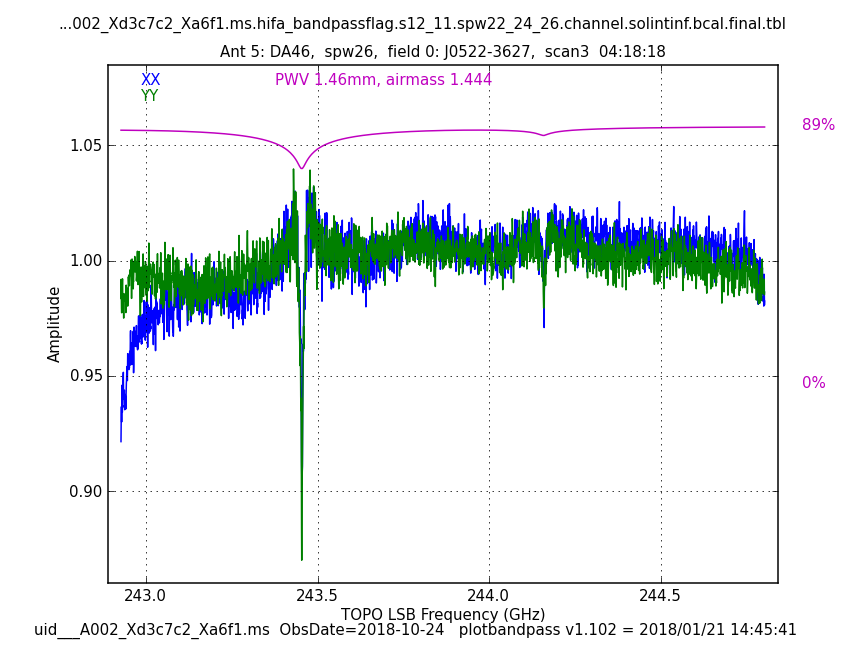 ...002_Xd3c7c2_Xa6f1.ms.hifa_bandpassflag.s12_11.spw22_24_26.channel.solintinf.bcal.final.tbl
Ant 5: DA46,  spw26,  field 0: J0522-3627,  scan3  04:18:18
XX
PWV 1.46mm, airmass 1.444
YY
89%
1.05
1.00
Amplitude
0.95
0%
0.90
243.0 243.5 244.0 244.5
TOPO LSB Frequency (GHz)
uid___A002_Xd3c7c2_Xa6f1.ms  ObsDate=2018-10-24   plotbandpass v1.102 = 2018/01/21 14:45:41